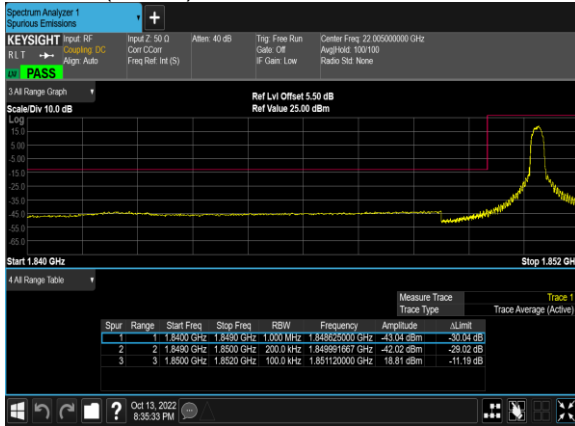 Spectrum Analyzer 1
Spurious Emissions
KEYSIGHT Input: RF Input Z: 50 Ω Atten: 40 dB Trig: Free Run Center Freq: 22.005000000 GHz
Coupling: DC Corr CCorr Gate: Off Avg|Hold: 100/100
RLT Align: Auto Freq Ref: Int (S) IF Gain: Low Radio Std: None
PASS
3 All Range Graph
Ref Lvl Offset 5.50 dB
Scale/Div 10.0 dB Ref Value 25.00 dBm
Log
15.0
5.00
-5.00
-15.0
-25.0
-35.0
-45.0
-55.0
-65.0
Start 1.840 GHz Stop 1.852 GH
4 All Range Table
Measure Trace Trace 1
Trace Type Trace Average (Active)
Spur Range Start Freq Stop Freq RBW Frequency Amplitude ΔLimit
1 1 1.8400 GHz 1.8490 GHz 1.000 MHz 1.848625000 GHz -43.04 dBm -30.04 dB
2 2 1.8490 GHz 1.8500 GHz 200.0 kHz 1.849991667 GHz -42.02 dBm -29.02 dB
3 3 1.8500 GHz 1.8520 GHz 100.0 kHz 1.851120000 GHz 18.81 dBm -11.19 dB
? Oct 13, 2022
8:35:33 PM